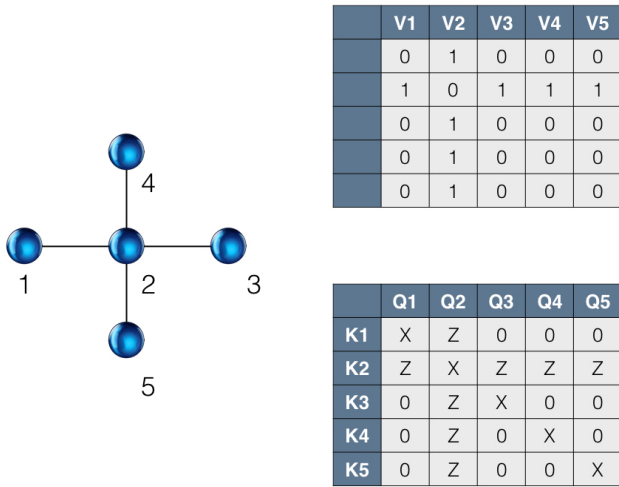 V1 V2 V3 V4 V5
0 1 0 0 0
1 0 1 1 1
0 1 0 0 0
0 1 0 0 0
0 1 0 0 0
4
1 2 3
5
Q1 Q2 Q3 Q4 Q5
K1 X Z 0 0 0
K2 Z X Z Z Z
K3 0 Z X 0 0
K4 0 Z 0 X 0
K5 0 Z 0 0 X